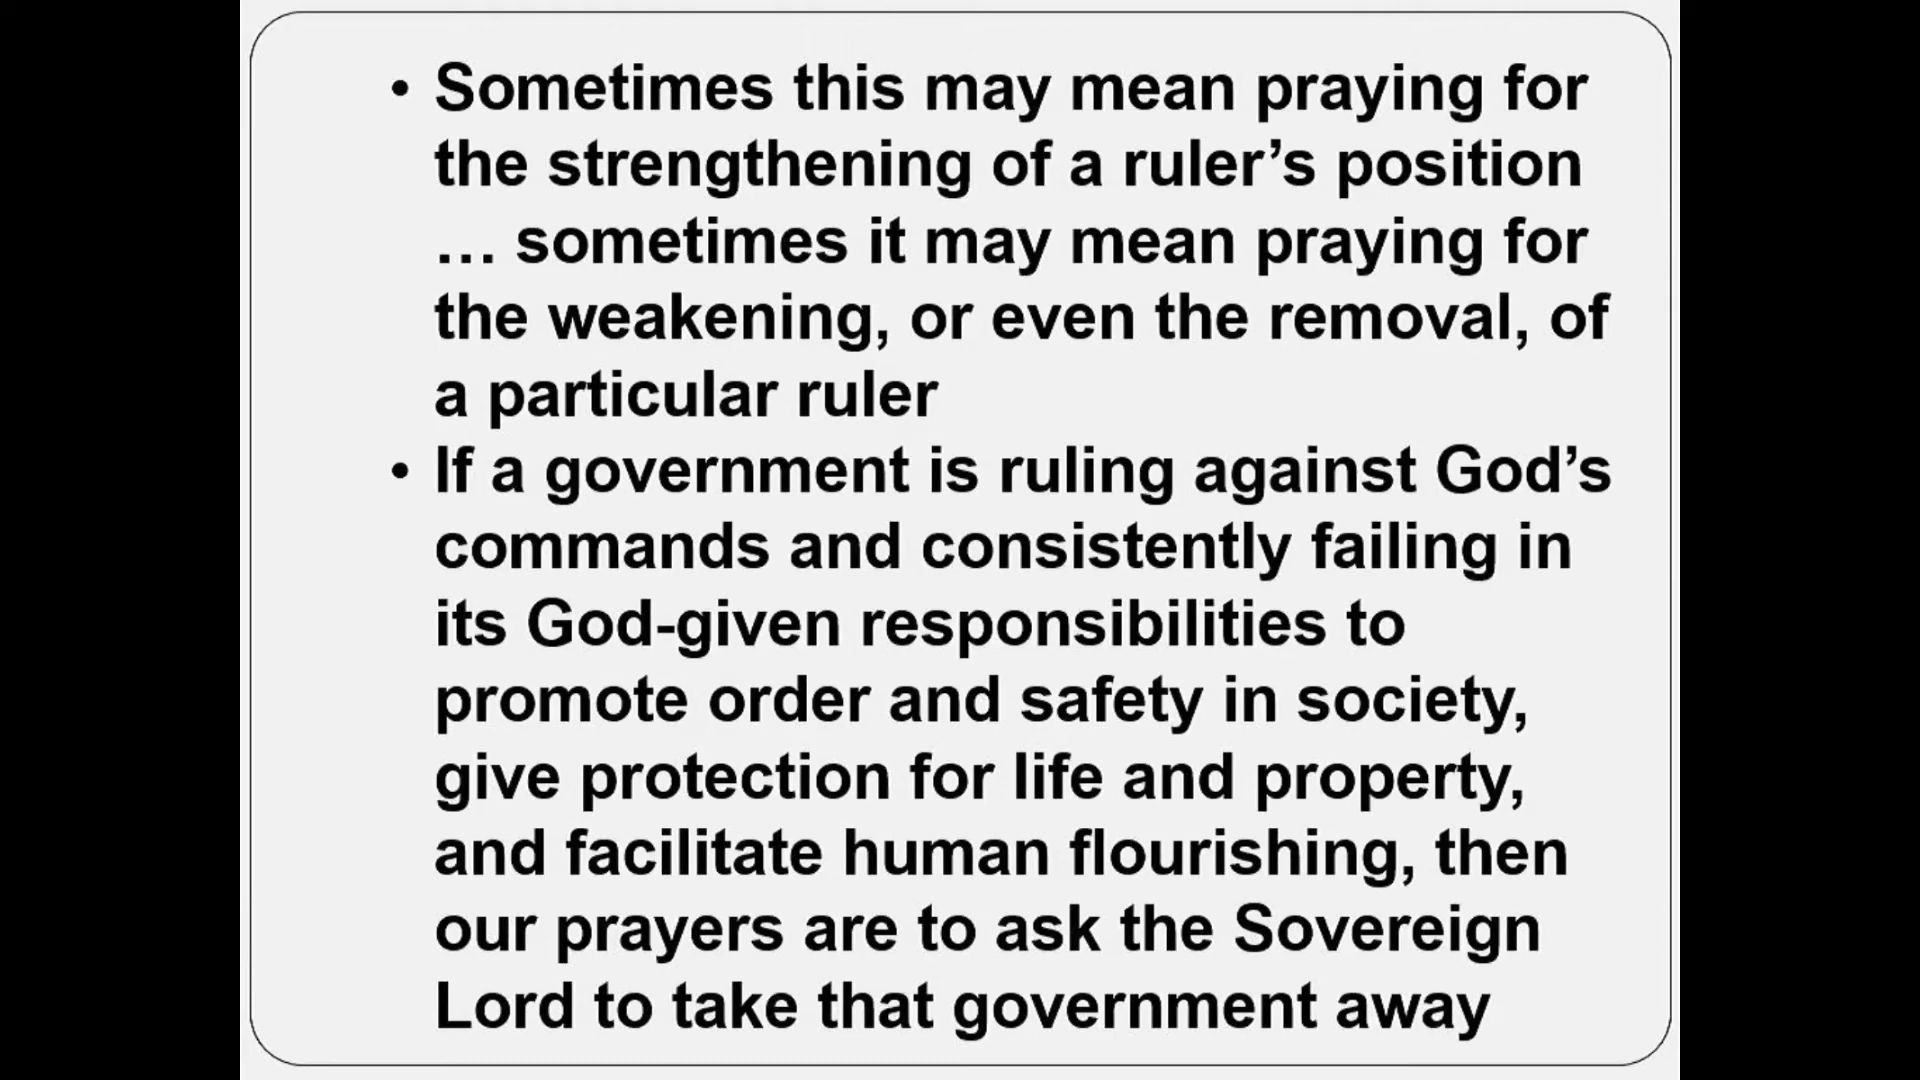 • Sometimes this may mean praying for
the strengthening of a ruler’s position
… sometimes it may mean praying for
the weakening, or even the removal, of
a particular ruler
• If a government is ruling against God’s
commands and consistently failing in
its God-given responsibilities to
promote order and safety in society,
give protection for life and property,
and facilitate human flourishing, then
our prayers are to ask the Sovereign
Lord to take that government away